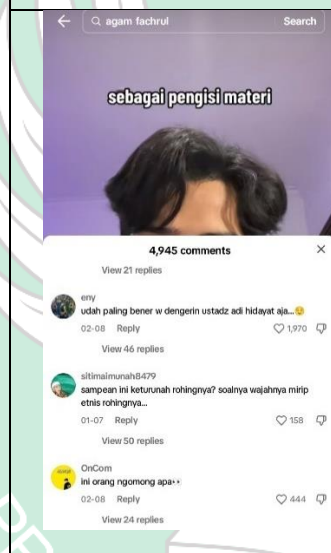 agam fachrul Search
sebagai pengisi materi
4,945 comments
View 21 replies
eny
udah paling bener w dengerin ustadz adi hidayat aja...😌
02-08 Reply 1,970
View 46 replies
sitimaimunah8479
sampean ini keturunah rohingnya? soalnya wajahnya mirip
etnis rohingnya...
01-07 Reply 158
View 50 replies
OnCom
ini orang ngomong apa👀
02-08 Reply 444
View 24 replies